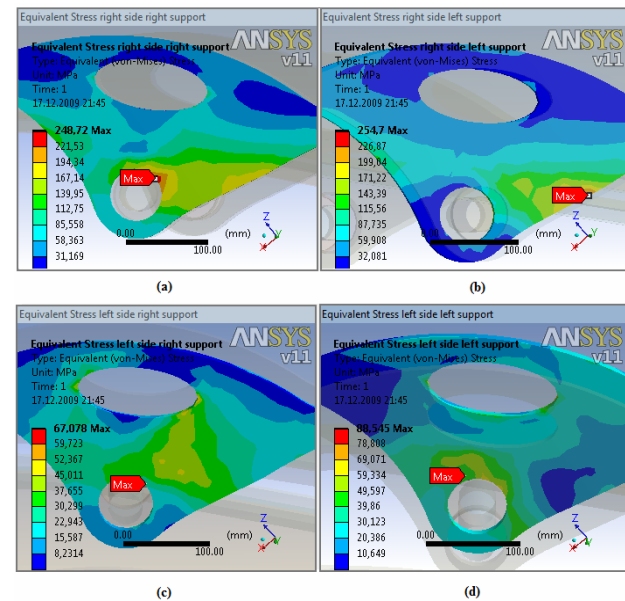 Equivalent Stress right side right support
Equivalent Stress right side right support
Type: Equivalent (von-Mises) Stress
Unit: MPa
Time: 1
17.12.2009 21:45
ANSYS
v11
248,72 Max
221,53
194,34
167,14
139,95
112,75
85,558
58,363
31,169
Max
0.00
100.00
(mm)
Z
Y
X
(a)
Equivalent Stress right side left support
Equivalent Stress right side left support
Type: Equivalent (von-Mises) Stress
Unit: MPa
Time: 1
17.12.2009 21:45
ANSYS
v11
254,7 Max
226,87
199,04
171,22
143,39
115,56
87,735
59,908
32,081
Max
0.00
100.00
(mm)
Z
Y
X
(b)
Equivalent Stress left side right support
Equivalent Stress left side right support
Type: Equivalent (von-Mises) Stress
Unit: MPa
Time: 1
17.12.2009 21:45
ANSYS
v11
67,078 Max
59,723
52,367
45,011
37,655
30,299
22,943
15,587
8,2314
Max
0.00
100.00
(mm)
Z
Y
X
(c)
Equivalent Stress left side left support
Equivalent Stress left side left support
Type: Equivalent (von-Mises) Stress
Unit: MPa
Time: 1
17.12.2009 21:45
ANSYS
v11
88,545 Max
78,808
69,071
59,334
49,597
39,86
30,123
20,386
10,649
Max
0.00
100.00
(mm)
Z
Y
X
(d)